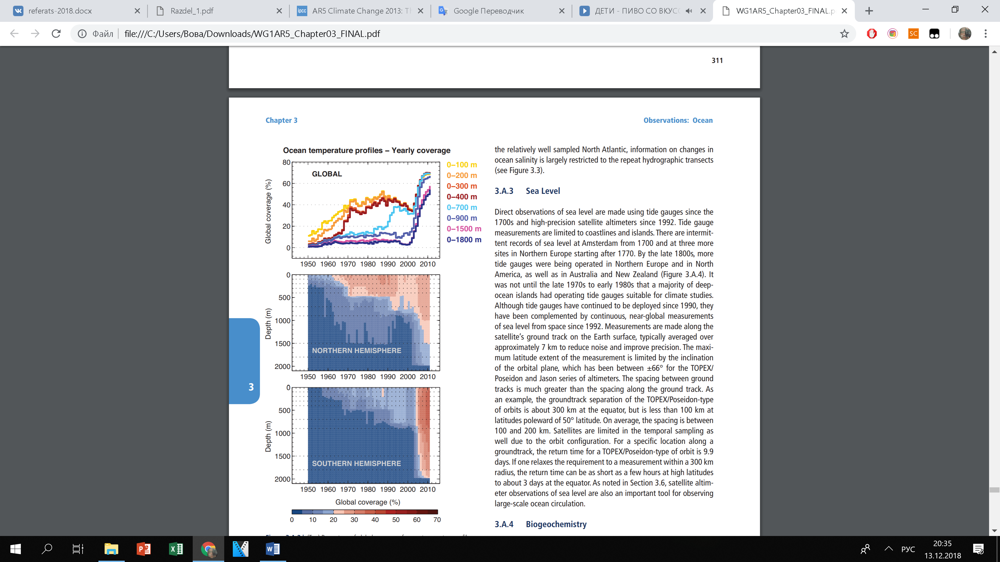 referats-2018.docx
Razdel_1.pdf
ipcc
AR5 Climate Change 2013: Th
Google Переводчик
ДЕТИ - ПИВО СО ВКУСО
WG1AR5_Chapter03_FINAL.p
Файл
file:///C:/Users/Вова/Downloads/WG1AR5_Chapter03_FINAL.pdf
SC
311
Chapter 3
Observations: Ocean
Ocean temperature profiles – Yearly coverage
GLOBAL
Global coverage (%)
80
60
40
20
0
1950 1960 1970 1980 1990 2000 2010
0–100 m
0–200 m
0–300 m
0–400 m
0–700 m
0–900 m
0–1500 m
0–1800 m
Depth (m)
0
500
1000
1500
2000
NORTHERN HEMISPHERE
1950 1960 1970 1980 1990 2000 2010
Depth (m)
0
500
1000
1500
2000
SOUTHERN HEMISPHERE
1950 1960 1970 1980 1990 2000 2010
Global coverage (%)
0 10 20 30 40 50 60 70
3
the relatively well sampled North Atlantic, information on changes in
ocean salinity is largely restricted to the repeat hydrographic transects
(see Figure 3.3).
3.A.3 Sea Level
Direct observations of sea level are made using tide gauges since the
1700s and high-precision satellite altimeters since 1992. Tide gauge
measurements are limited to coastlines and islands. There are intermit-
tent records of sea level at Amsterdam from 1700 and at three more
sites in Northern Europe starting after 1770. By the late 1800s, more
tide gauges were being operated in Northern Europe and in North
America, as well as in Australia and New Zealand (Figure 3.A.4). It
was not until the late 1970s to early 1980s that a majority of deep-
ocean islands had operating tide gauges suitable for climate studies.
Although tide gauges have continued to be deployed since 1990, they
have been complemented by continuous, near-global measurements
of sea level from space since 1992. Measurements are made along the
satellite’s ground track on the Earth surface, typically averaged over
approximately 7 km to reduce noise and improve precision. The maxi-
mum latitude extent of the measurement is limited by the inclination
of the orbital plane, which has been between ±66° for the TOPEX/
Poseidon and Jason series of altimeters. The spacing between ground
tracks is much greater than the spacing along the ground track. As
an example, the groundtrack separation of the TOPEX/Poseidon-type
of orbits is about 300 km at the equator, but is less than 100 km at
latitudes poleward of 50° latitude. On average, the spacing is between
100 and 200 km. Satellites are limited in the temporal sampling as
well due to the orbit configuration. For a specific location along a
groundtrack, the return time for a TOPEX/Poseidon-type of orbit is 9.9
days. If one relaxes the requirement to a measurement within a 300 km
radius, the return time can be as short as a few hours at high latitudes
to about 3 days at the equator. As noted in Section 3.6, satellite altim-
eter observations of sea level are also an important tool for observing
large-scale ocean circulation.
3.A.4 Biogeochemistry
РУС
20:35
13.12.2018